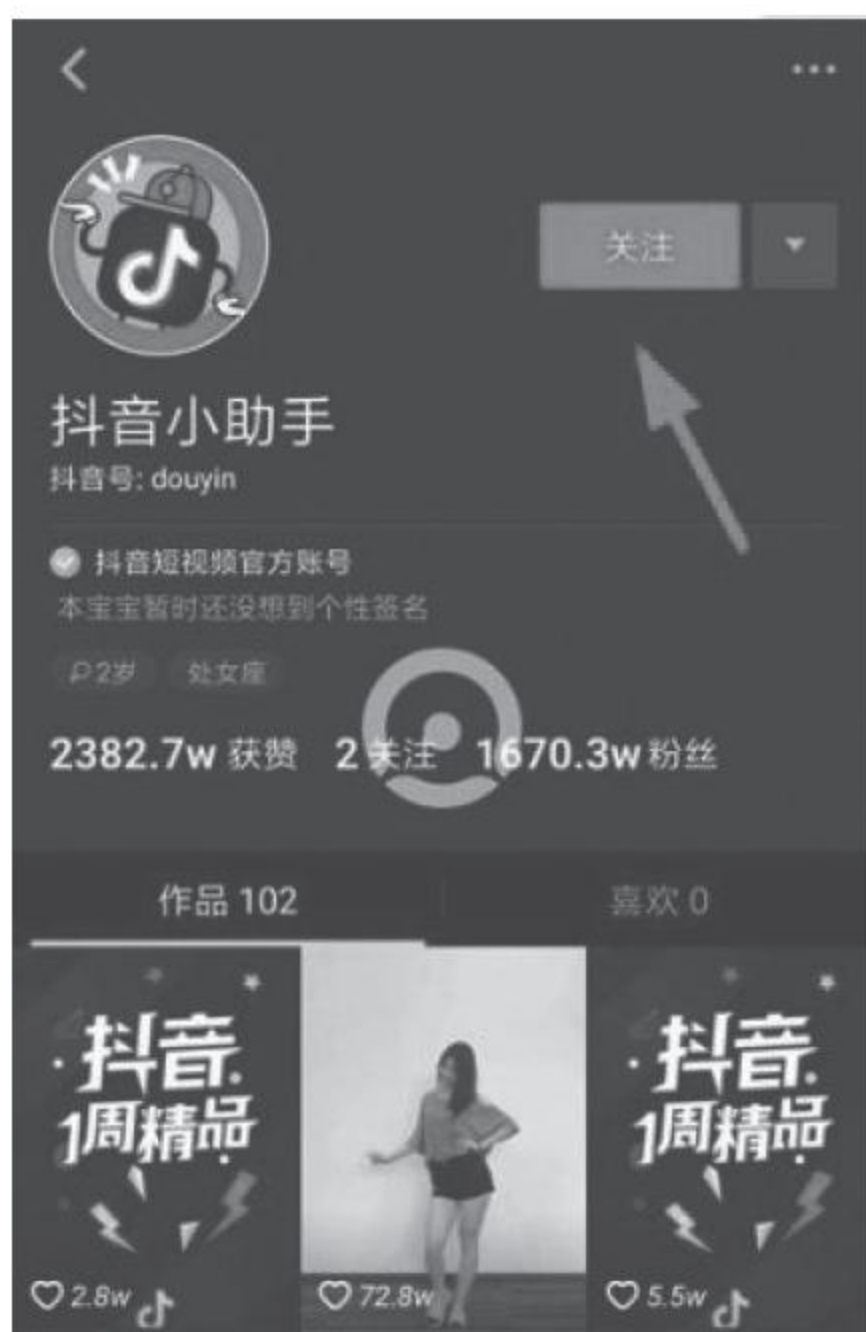 关注
抖音小助手
抖音号: douyin
抖音短视频官方账号
本宝宝暂时还没想到个性签名
2岁 处女座
2382.7w 获赞 2 关注 1670.3w 粉丝
作品 102 喜欢 0
抖音
1周精品
2.8w
72.8w
抖音
1周精品
5.5w